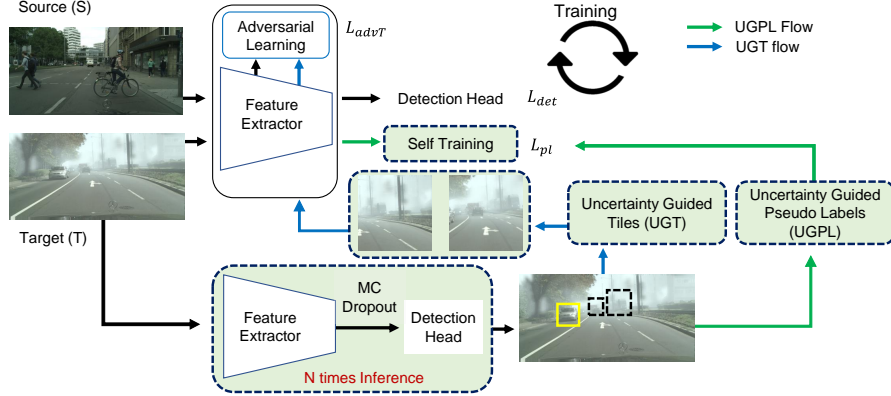 Source (S)
Adversarial
Learning
L_advT
Training
UGPL Flow
UGT flow
Feature
Extractor
Detection Head
L_det
Self Training
L_pl
Target (T)
Uncertainty Guided
Tiles (UGT)
Uncertainty Guided
Pseudo Labels
(UGPL)
MC
Dropout
Feature
Extractor
Detection
Head
N times Inference